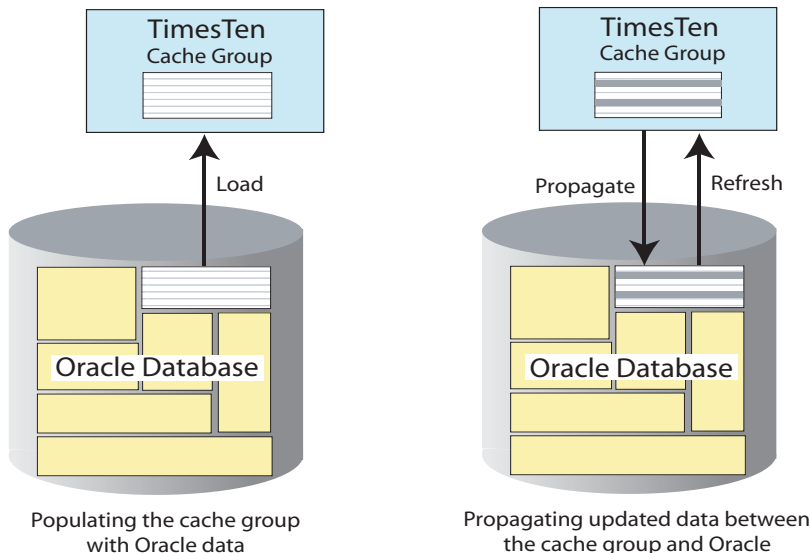 TimesTen
Cache Group
Load
Oracle Database
Populating the cache group
with Oracle data
TimesTen
Cache Group
Propagate
Refresh
Oracle Database
Propagating updated data between
the cache group and Oracle